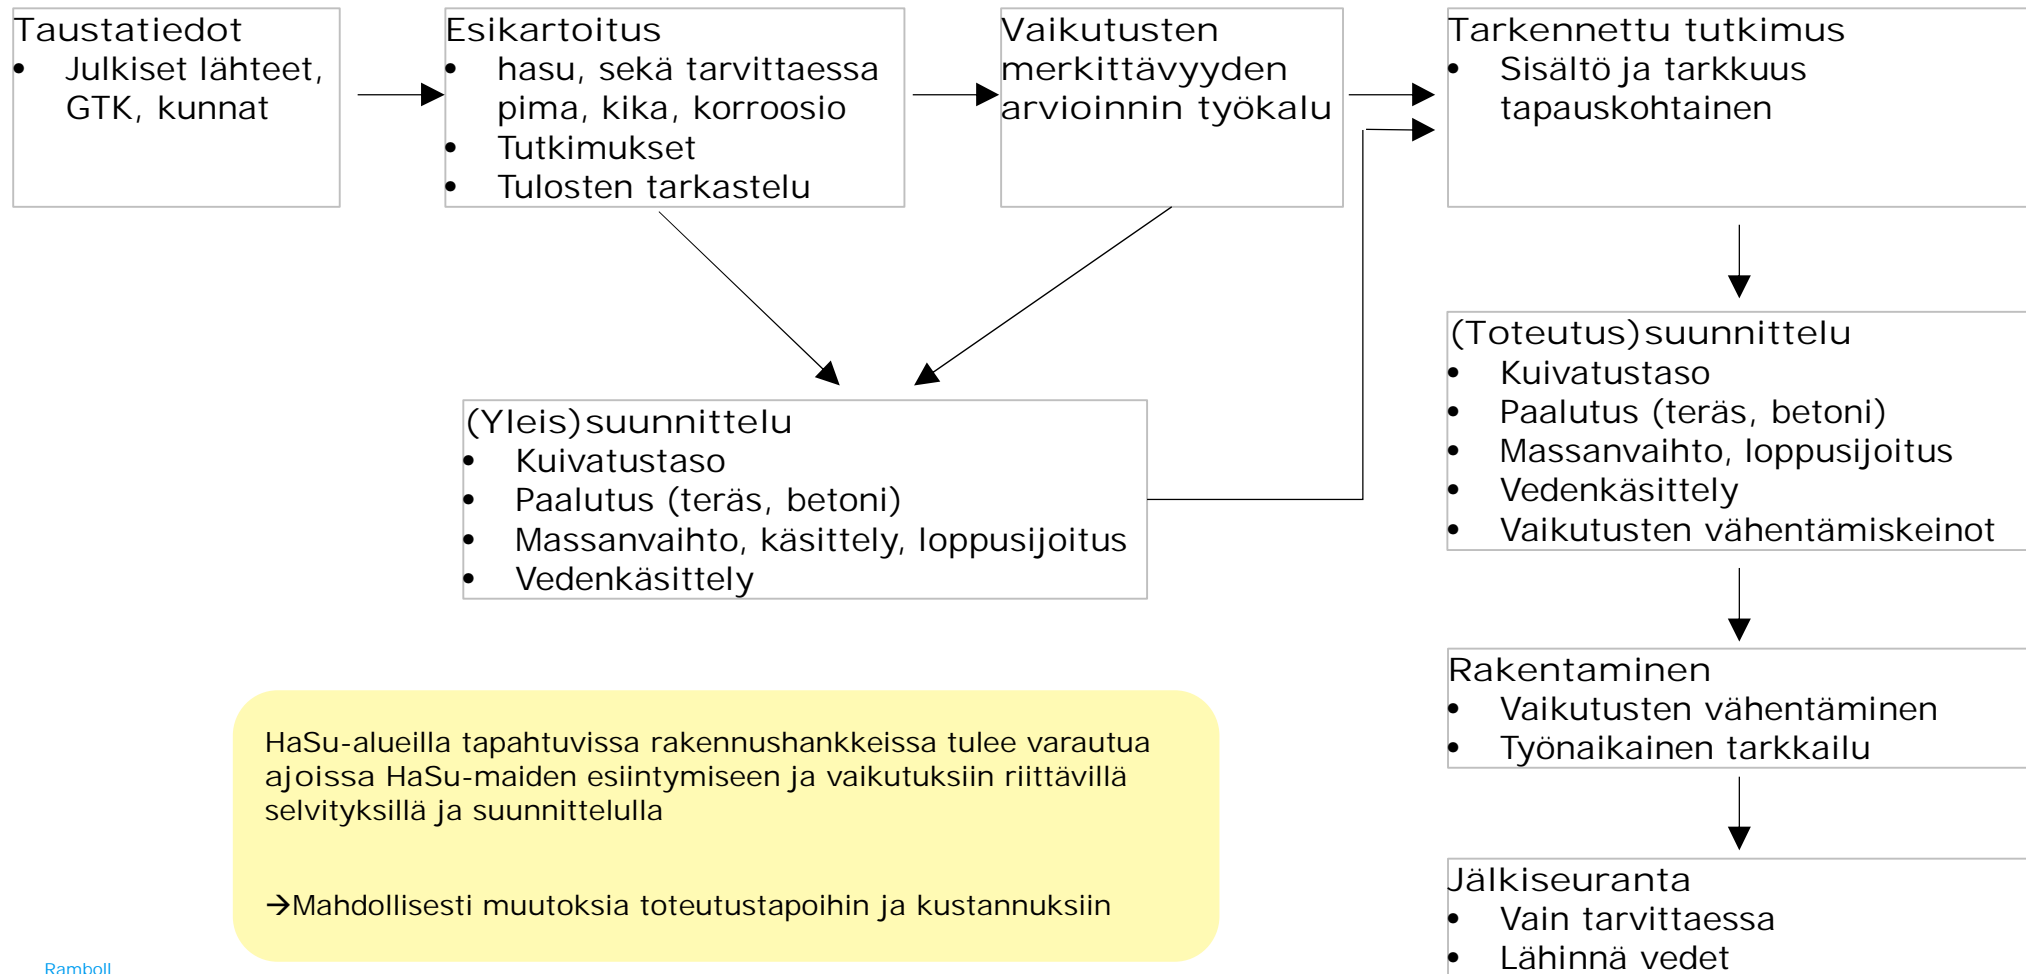 Taustatiedot
• Julkiset lähteet,
GTK, kunnat
Esikartoitus
• hasu, sekä tarvittaessa
pima, kika, korroosio
• Tutkimukset
• Tulosten tarkastelu
Vaikutusten
merkittävyyden
arvioinnin työkalu
Tarkennettu tutkimus
• Sisältö ja tarkkuus
tapauskohtainen
(Yleis)suunnittelu
• Kuivatustaso
• Paalutus (teräs, betoni)
• Massanvaihto, käsittely, loppusijoitus
• Vedenkäsittely
(Toteutus)suunnittelu
• Kuivatustaso
• Paalutus (teräs, betoni)
• Massanvaihto, loppusijoitus
• Vedenkäsittely
• Vaikutusten vähentämiskeinot
Rakentaminen
• Vaikutusten vähentäminen
• Työnaikainen tarkkailu
Jälkiseuranta
• Vain tarvittaessa
• Lähinnä vedet
HaSu-alueilla tapahtuvissa rakennushankkeissa tulee varautua
ajoissa HaSu-maiden esiintymiseen ja vaikutuksiin riittävillä
selvityksillä ja suunnittelulla
→Mahdollisesti muutoksia toteutustapoihin ja kustannuksiin
Ramboll